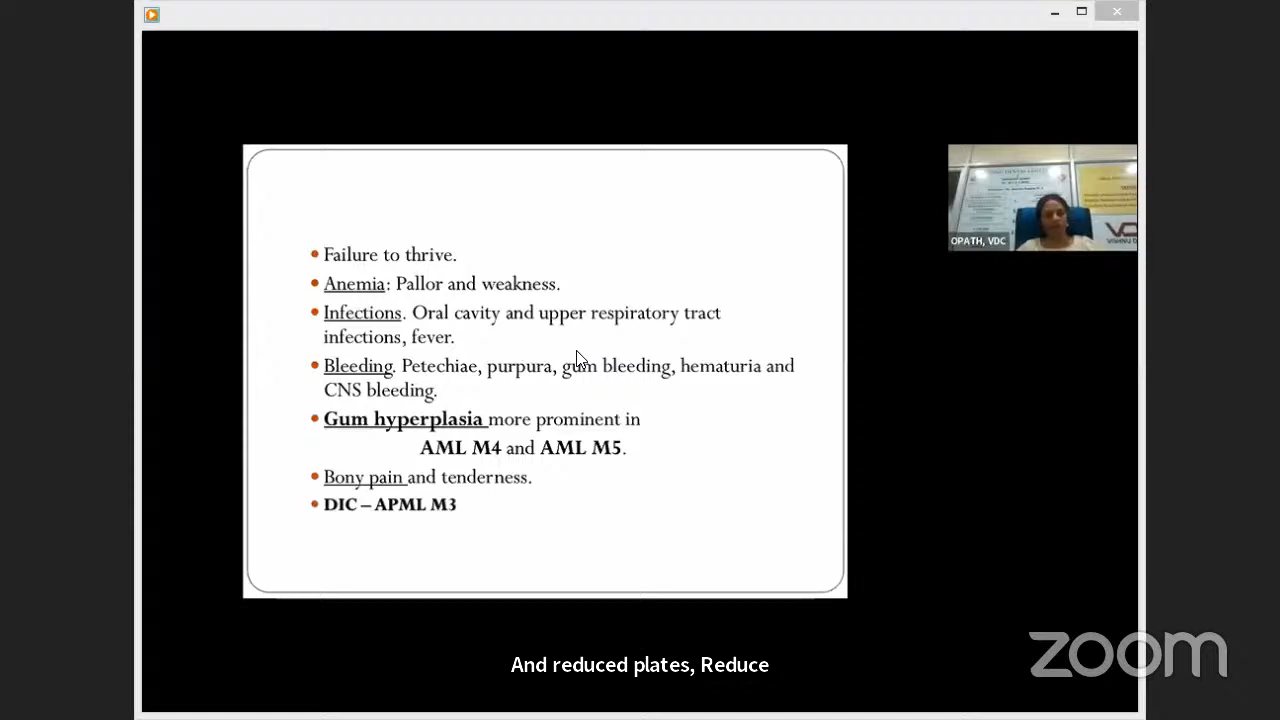 • Failure to thrive.
• Anemia: Pallor and weakness.
• Infections. Oral cavity and upper respiratory tract
infections, fever.
• Bleeding. Petechiae, purpura, gum bleeding, hematuria and
CNS bleeding.
• Gum hyperplasia more prominent in
AML M4 and AML M5.
• Bony pain and tenderness.
• DIC – APML M3
OPATH, VDC
And reduced plates, Reduce
zoom